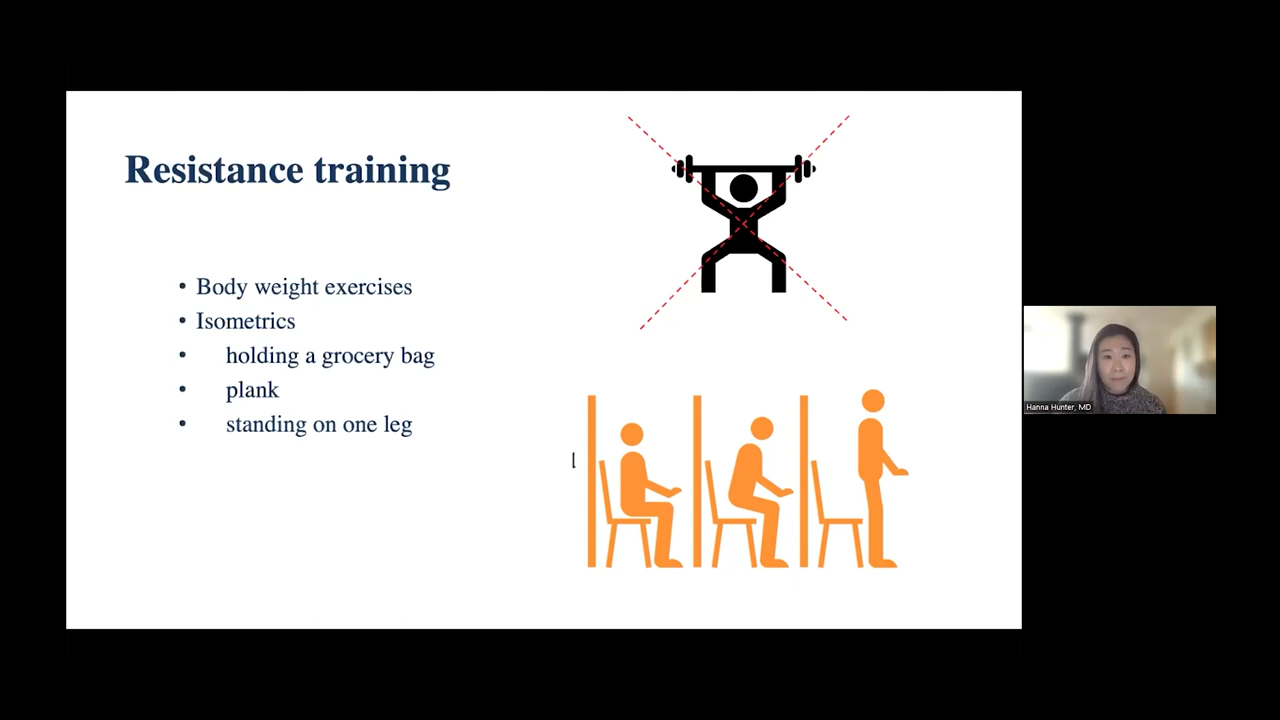 Resistance training
• Body weight exercises
• Isometrics
• holding a grocery bag
• plank
• standing on one leg
Hanna Hunter, MD